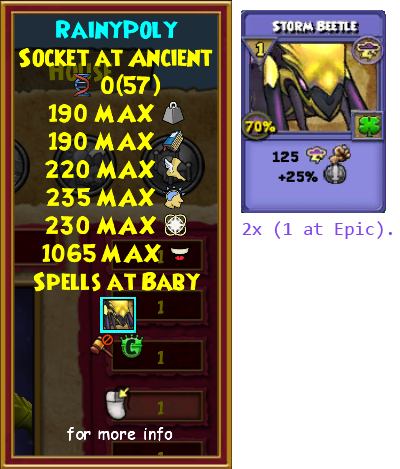 RAINYPOLY
SOCKET AT ANCIENT
0(57)
190 MAX
190 MAX
220 MAX
235 MAX
230 MAX
1065 MAX
SPELLS AT BABY
1
1
1
for more info
STORM BEETLE
1
70%
125
+25%
2x (1 at Epic).